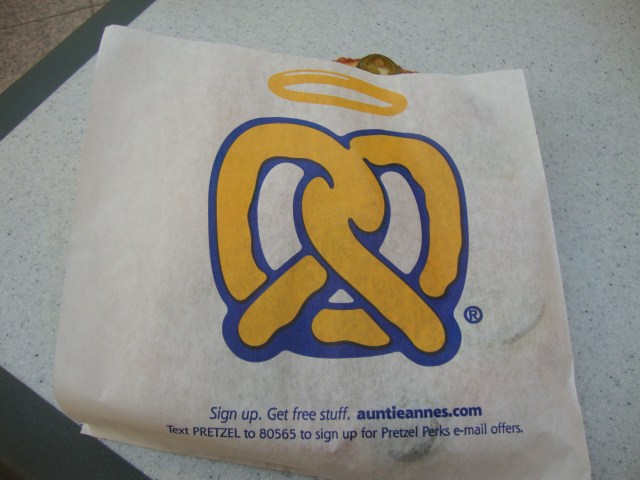 ®
Sign up. Get free stuff. auntieannes.com
Text PRETZEL to 80565 to sign up for Pretzel Perks e-mail offers.